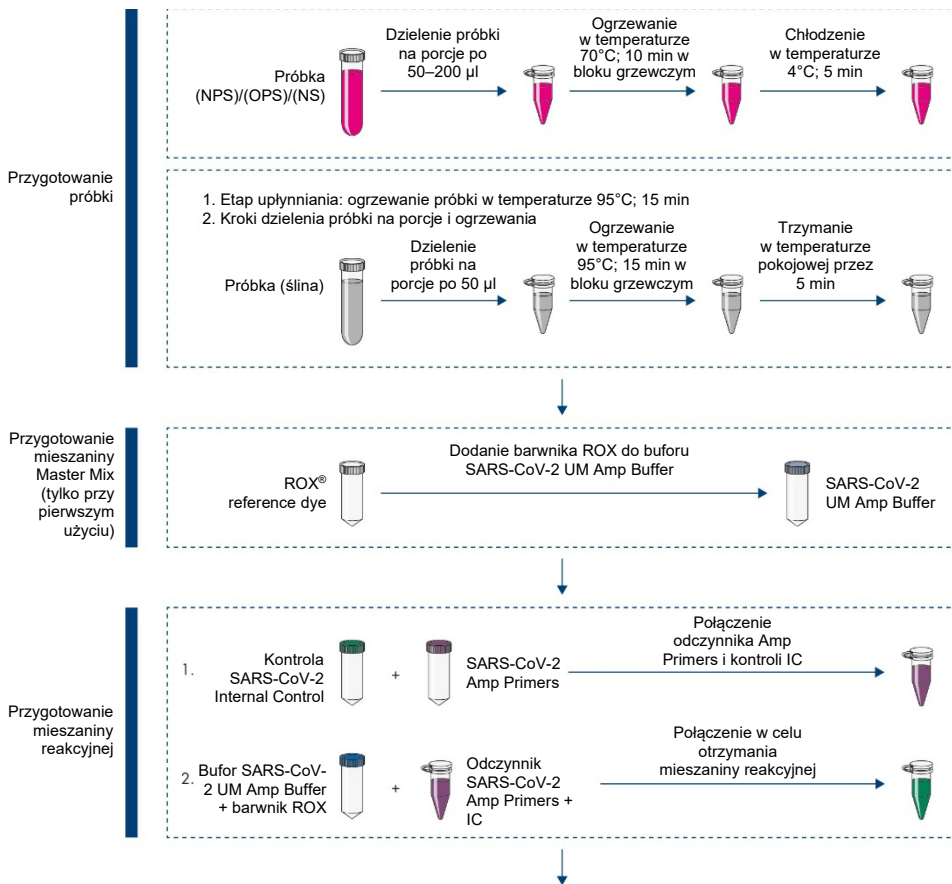 Przygotowanie
próbki
Próbka
(NPS)/(OPS)/(NS)
Dzielenie próbki
na porcje po
50–200 µl
Ogrzewanie
w temperaturze
70°C; 10 min w
bloku grzewczym
Chłodzenie
w temperaturze
4°C; 5 min
1. Etap upłynniania: ogrzewanie próbki w temperaturze 95°C; 15 min
2. Kroki dzielenia próbki na porcje i ogrzewania
Próbka (ślina)
Dzielenie
próbki na
porcje po 50 µl
Ogrzewanie
w temperaturze
95°C; 15 min w
bloku grzewczym
Trzymanie
w temperaturze
pokojowej przez
5 min
Przygotowanie
mieszaniny
Master Mix
(tylko przy
pierwszym
użyciu)
ROX®
reference dye
Dodanie barwnika ROX do buforu
SARS-CoV-2 UM Amp Buffer
SARS-CoV-2
UM Amp Buffer
Przygotowanie
mieszaniny
reakcyjnej
1.
Kontrola
SARS-CoV-2
Internal Control
+
SARS-CoV-2
Amp Primers
Połączenie
odczynnika Amp
Primers i kontroli IC
2.
Bufor SARS-CoV-
2 UM Amp Buffer
+ barwnik ROX
+
Odczynnik
SARS-CoV-2
Amp Primers +
IC
Połączenie w celu
otrzymania
mieszaniny reakcyjnej